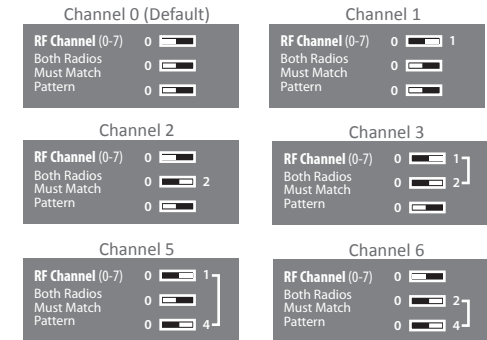 Channel 0 (Default)
RF Channel (0-7) 0
Both Radios
Must Match 0
Pattern 0
Channel 1
RF Channel (0-7) 0 1
Both Radios
Must Match 0
Pattern 0
Channel 2
RF Channel (0-7) 0
Both Radios
Must Match 0 2
Pattern 0
Channel 3
RF Channel (0-7) 0 1
Both Radios
Must Match 0 2
Pattern 0
Channel 5
RF Channel (0-7) 0 1
Both Radios
Must Match 0
Pattern 0 4
Channel 6
RF Channel (0-7) 0
Both Radios
Must Match 0 2
Pattern 0 4